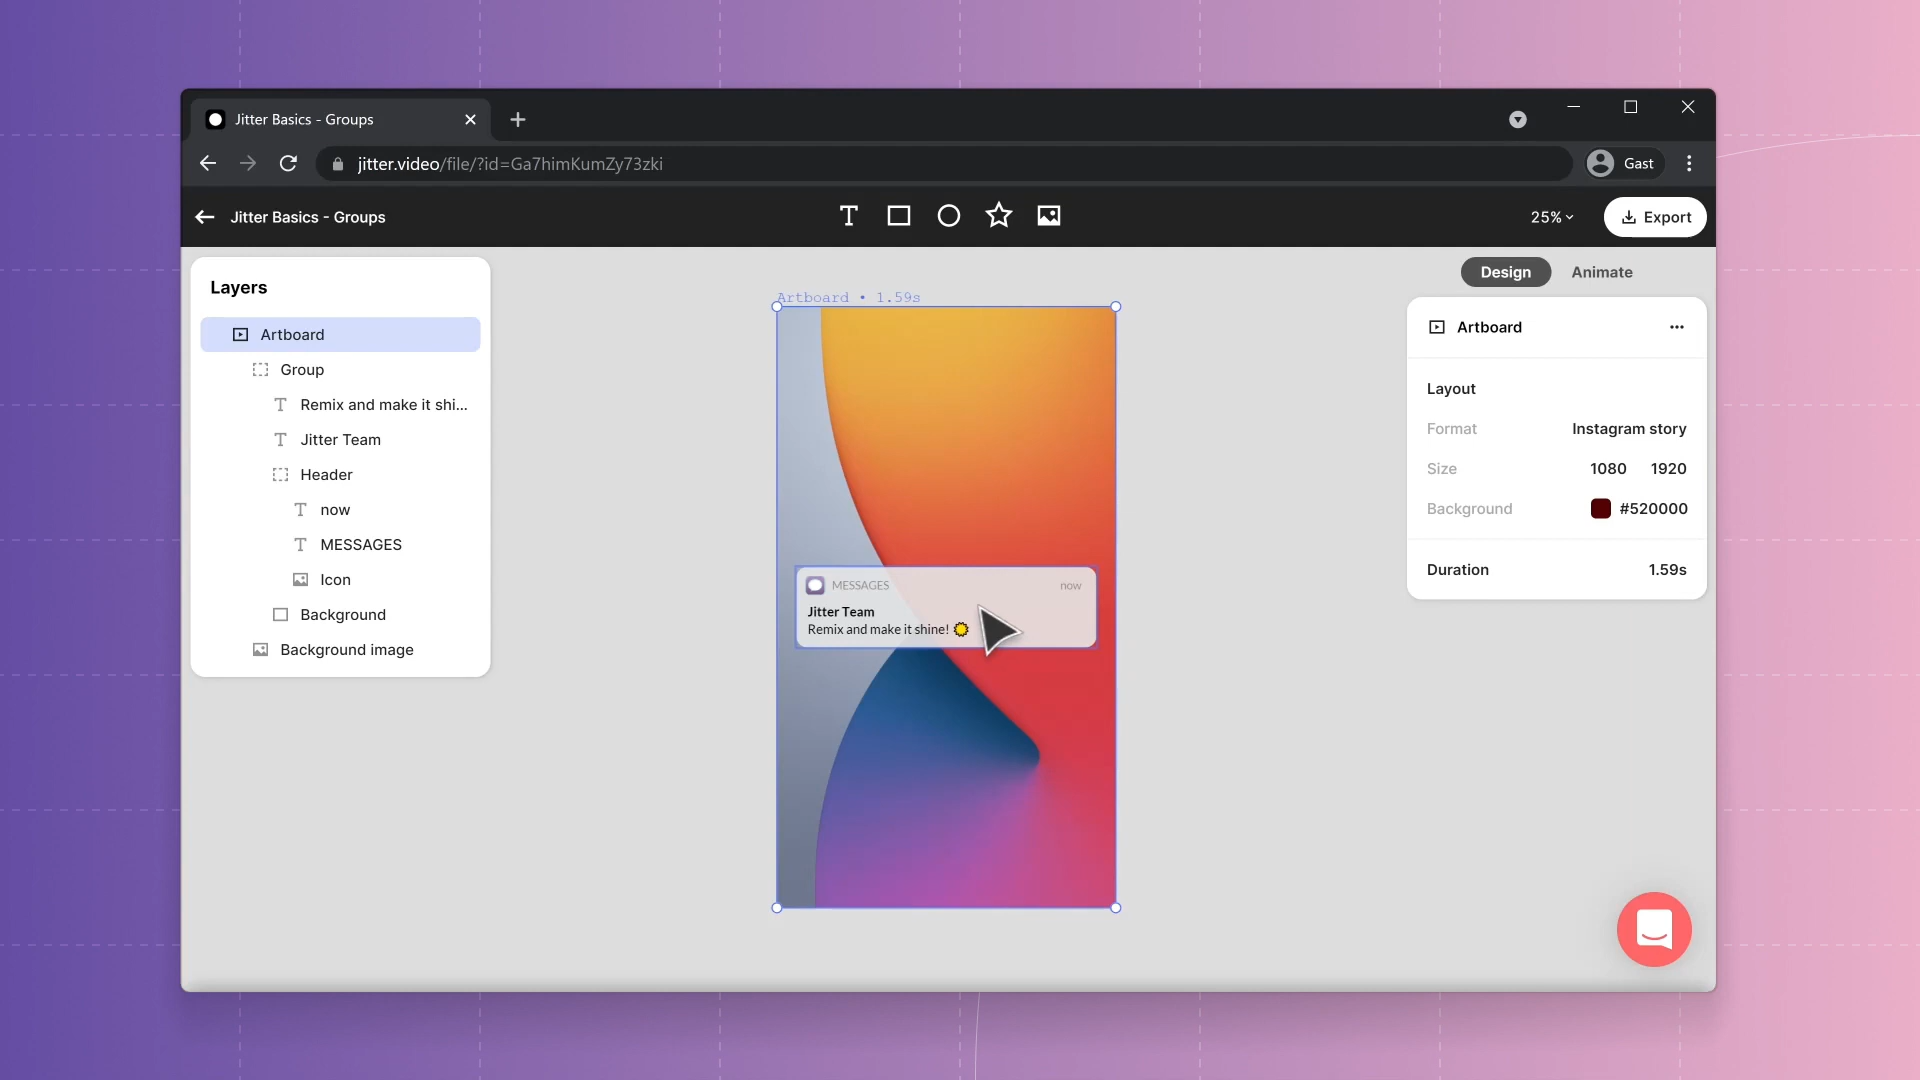 Jitter Basics - Groups
jitter.video/file/?id=Ga7himKumZy73zki
Gast
Jitter Basics - Groups
25%
Export
Layers
Artboard
Group
Remix and make it shi...
Jitter Team
Header
now
MESSAGES
Icon
Background
Background image
Artboard • 1.59s
MESSAGES
now
Jitter Team
Remix and make it shine!
Design
Animate
Artboard
Layout
Format
Instagram story
Size
1080
1920
Background
#520000
Duration
1.59s